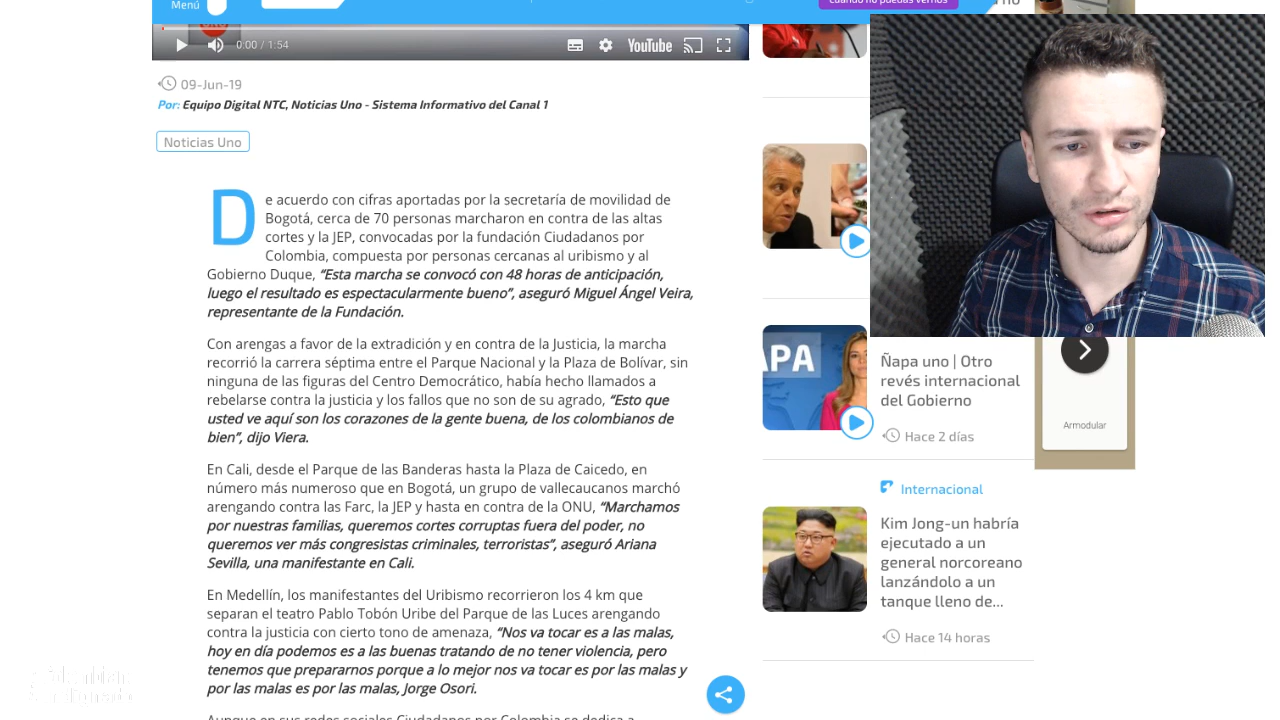 Menú
cuando no puedas vernos
0:00 / 1:54
YouTube
09-Jun-19
Por: Equipo Digital NTC, Noticias Uno - Sistema Informativo del Canal 1
Noticias Uno
De acuerdo con cifras aportadas por la secretaría de movilidad de
Bogotá, cerca de 70 personas marcharon en contra de las altas
cortes y la JEP, convocadas por la fundación Ciudadanos por
Colombia, compuesta por personas cercanas al uribismo y al
Gobierno Duque, “Esta marcha se convocó con 48 horas de anticipación,
luego el resultado es espectacularmente bueno”, aseguró Miguel Ángel Veira,
representante de la Fundación.
Con arengas a favor de la extradición y en contra de la Justicia, la marcha
recorrió la carrera séptima entre el Parque Nacional y la Plaza de Bolívar, sin
ninguna de las figuras del Centro Democrático, había hecho llamados a
rebelarse contra la justicia y los fallos que no son de su agrado, “Esto que
usted ve aquí son los corazones de la gente buena, de los colombianos de
bien”, dijo Viera.
En Cali, desde el Parque de las Banderas hasta la Plaza de Caicedo, en
número más numeroso que en Bogotá, un grupo de vallecaucanos marchó
arengando contra las Farc, la JEP y hasta en contra de la ONU, “Marchamos
por nuestras familias, queremos cortes corruptas fuera del poder, no
queremos ver más congresistas criminales, terroristas”, aseguró Ariana
Sevilla, una manifestante en Cali.
En Medellín, los manifestantes del Uribismo recorrieron los 4 km que
separan el teatro Pablo Tobón Uribe del Parque de las Luces arengando
contra la justicia con cierto tono de amenaza, “Nos va tocar es a las malas,
hoy en día podemos es a las buenas tratando de no tener violencia, pero
tenemos que prepararnos porque a lo mejor nos va tocar es por las malas y
por las malas es por las malas, Jorge Osori.
Aunque en sus redes sociales Ciudadanos por Colombia se dedica a
APA
Ñapa uno | Otro
revés internacional
del Gobierno
Hace 2 días
Internacional
Kim Jong-un habría
ejecutado a un
general norcoreano
lanzándolo a un
tanque lleno de...
Hace 14 horas
Armodular